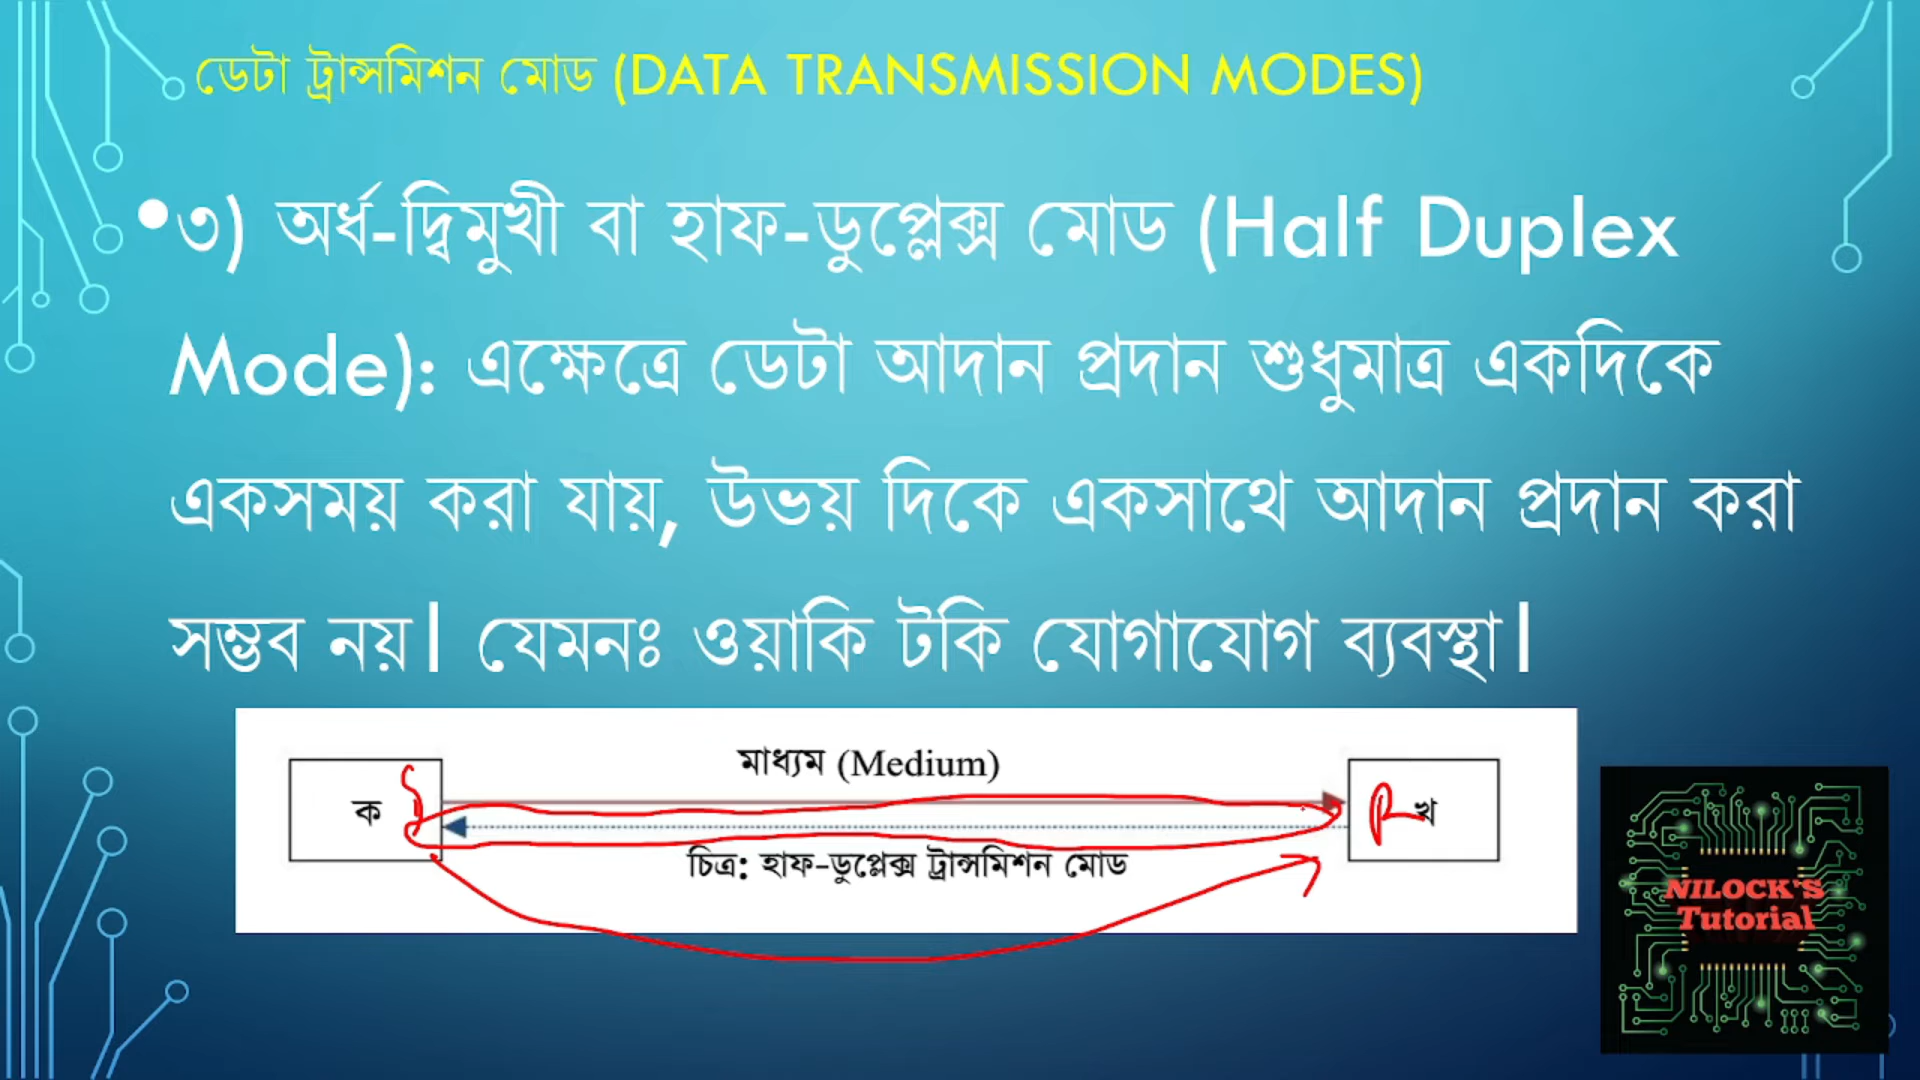 ডেটা ট্রান্সমিশন মোড (DATA TRANSMISSION MODES)
•৩) অর্ধ-দ্বিমুখী বা হাফ-ডুপ্লেক্স মোড (Half Duplex
Mode): এক্ষেত্রে ডেটা আদান প্রদান শুধুমাত্র একদিকে
একসময় করা যায়, উভয় দিকে একসাথে আদান প্রদান করা
সম্ভব নয়। যেমনঃ ওয়াকি টকি যোগাযোগ ব্যবস্থা।
মাধ্যম (Medium)
ক
খ
চিত্র: হাফ-ডুপ্লেক্স ট্রান্সমিশন মোড
NILOCK'S
Tutorial